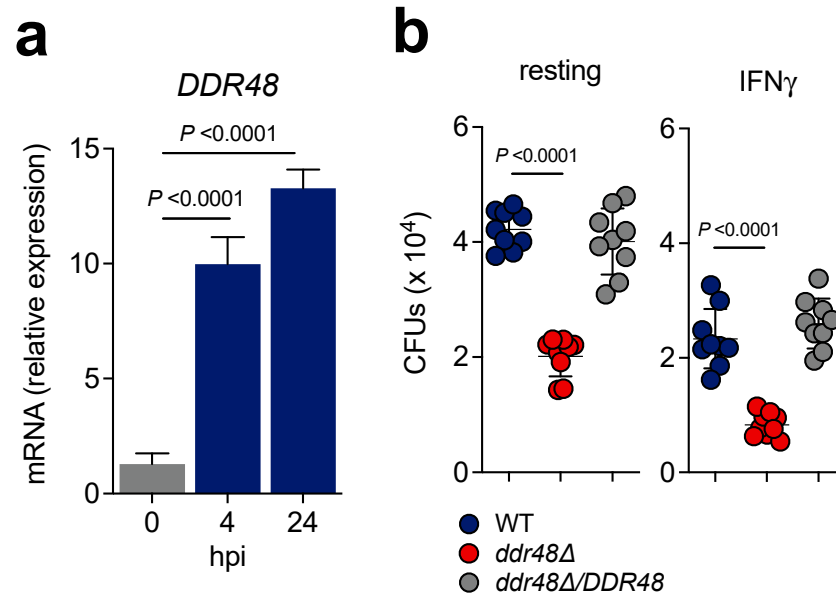 a
DDR48
P <0.0001
P <0.0001
mRNA (relative expression)
15
10
5
0
0 4 24
hpi
b
resting
IFNγ
CFUs (x 10⁴)
6
4
2
0
P <0.0001
6
4
2
0
P <0.0001
WT
ddr48Δ
ddr48Δ/DDR48